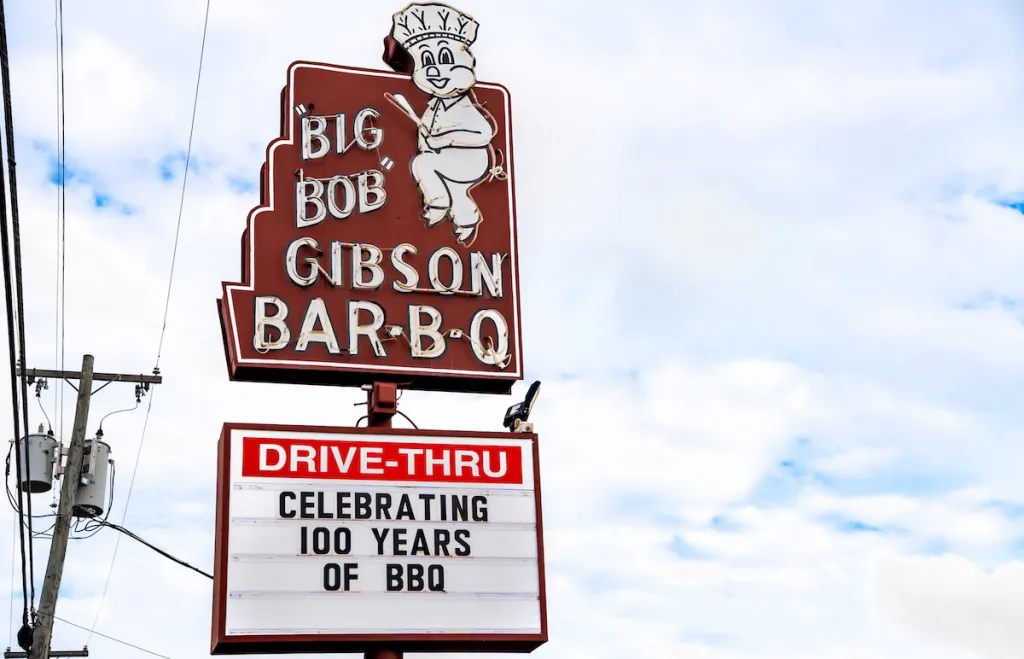 "BIG
BOB"
GIBSON
BAR·B·Q
DRIVE-THRU
CELEBRATING
100 YEARS
OF BBQ